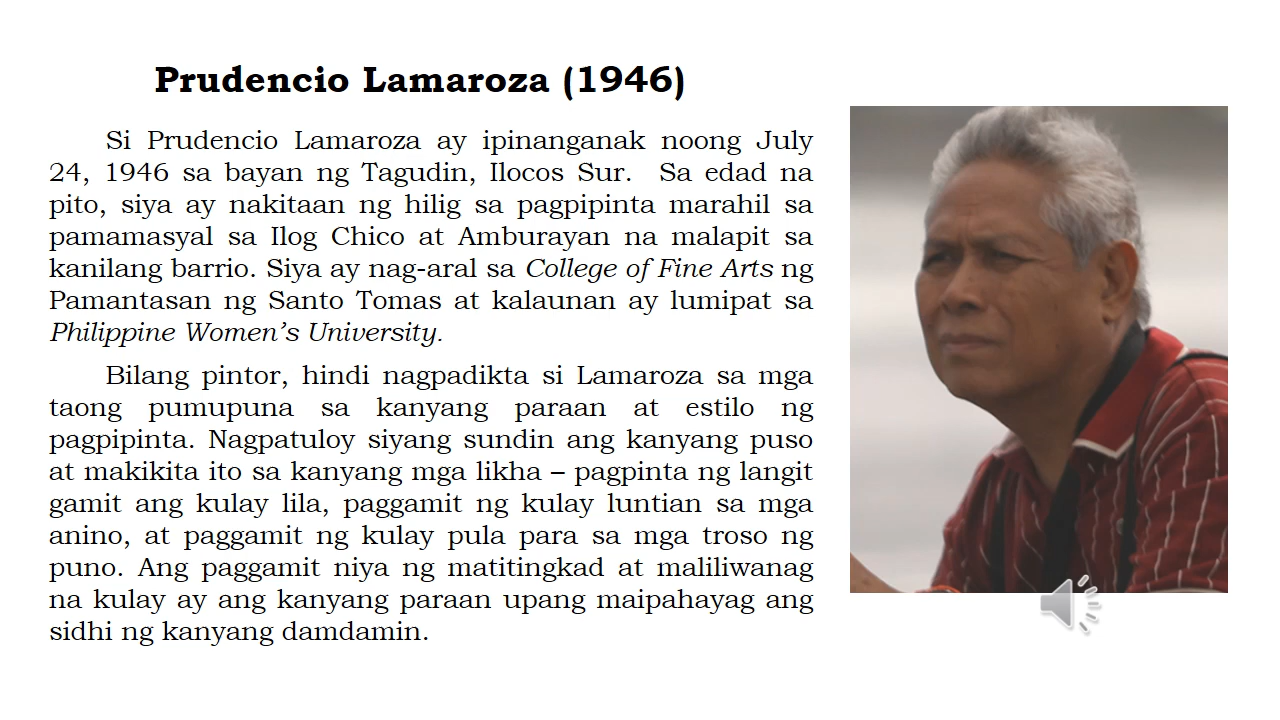 Prudencio Lamaroza (1946)
Si Prudencio Lamaroza ay ipinanganak noong July
24, 1946 sa bayan ng Tagudin, Ilocos Sur. Sa edad na
pito, siya ay nakitaan ng hilig sa pagpipinta marahil sa
pamamasyal sa Ilog Chico at Amburayan na malapit sa
kanilang barrio. Siya ay nag-aral sa College of Fine Arts ng
Pamantasan ng Santo Tomas at kalaunan ay lumipat sa
Philippine Women’s University.
Bilang pintor, hindi nagpadikta si Lamaroza sa mga
taong pumupuna sa kanyang paraan at estilo ng
pagpipinta. Nagpatuloy siyang sundin ang kanyang puso
at makikita ito sa kanyang mga likha – pagpinta ng langit
gamit ang kulay lila, paggamit ng kulay luntian sa mga
anino, at paggamit ng kulay pula para sa mga troso ng
puno. Ang paggamit niya ng matitingkad at maliliwanag
na kulay ay ang kanyang paraan upang maipahayag ang
sidhi ng kanyang damdamin.